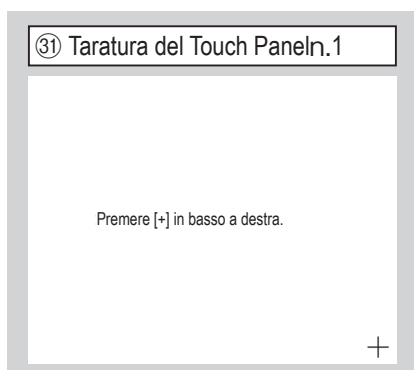 ㉛ Taratura del Touch Paneln.1
Premere [+] in basso a destra.
+